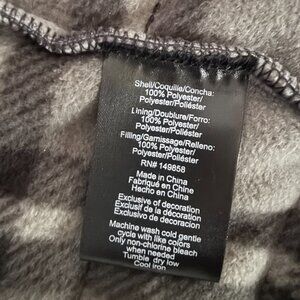 Shell/Coquille/Concha:
100% Polyester/
Polyester/Poliéster
Lining/Doublure/Forro:
100% Polyester/
Polyester/Poliéster
Filling/Garnissage/Relleno:
100% Polyester/
Polyester/Poliéster
RN# 149858
Made in China
Fabriqué en Chine
Hecho en China
Exclusive of decoration
Exclusif de la décoration
Exclusivo de decoracion
Machine wash cold gentle
cycle with like colors
Only non-chlorine bleach
when needed
Tumble dry low
Cool iron